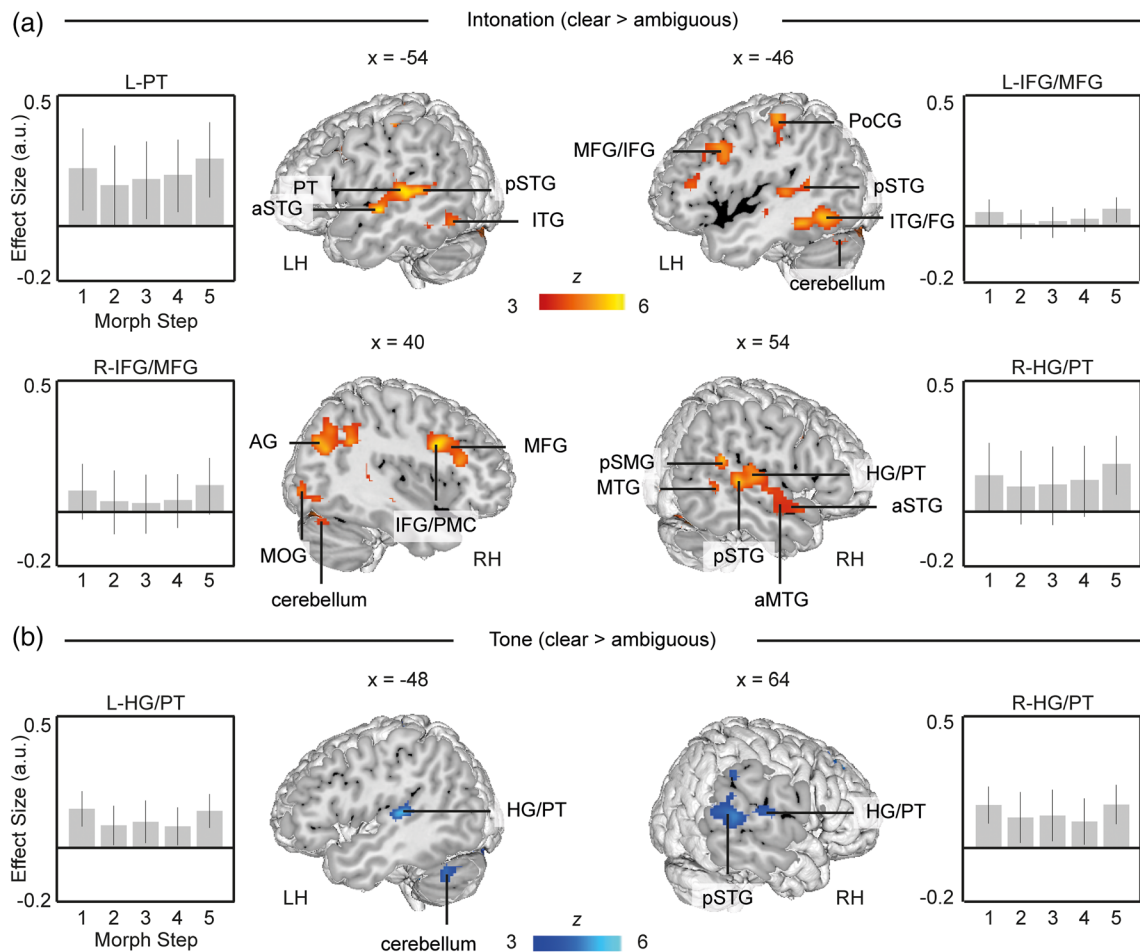 (a) Intonation (clear > ambiguous)
x = -54
x = -46
L-PT
0.5
Effect Size (a.u.)
-0.2
1 2 3 4 5
Morph Step
PT
aSTG
pSTG
ITG
LH
MFG/IFG
PoCG
pSTG
ITG/FG
cerebellum
LH
L-IFG/MFG
0.5
-0.2
1 2 3 4 5
z
3 6
x = 40
x = 54
R-IFG/MFG
0.5
-0.2
1 2 3 4 5
AG
MFG
IFG/PMC
MOG
cerebellum
RH
pSMG
MTG
HG/PT
aSTG
pSTG
aMTG
RH
R-HG/PT
0.5
-0.2
1 2 3 4 5
(b) Tone (clear > ambiguous)
x = -48
x = 64
L-HG/PT
0.5
Effect Size (a.u.)
-0.2
1 2 3 4 5
Morph Step
HG/PT
LH
cerebellum
HG/PT
pSTG
RH
R-HG/PT
0.5
-0.2
1 2 3 4 5
z
3 6